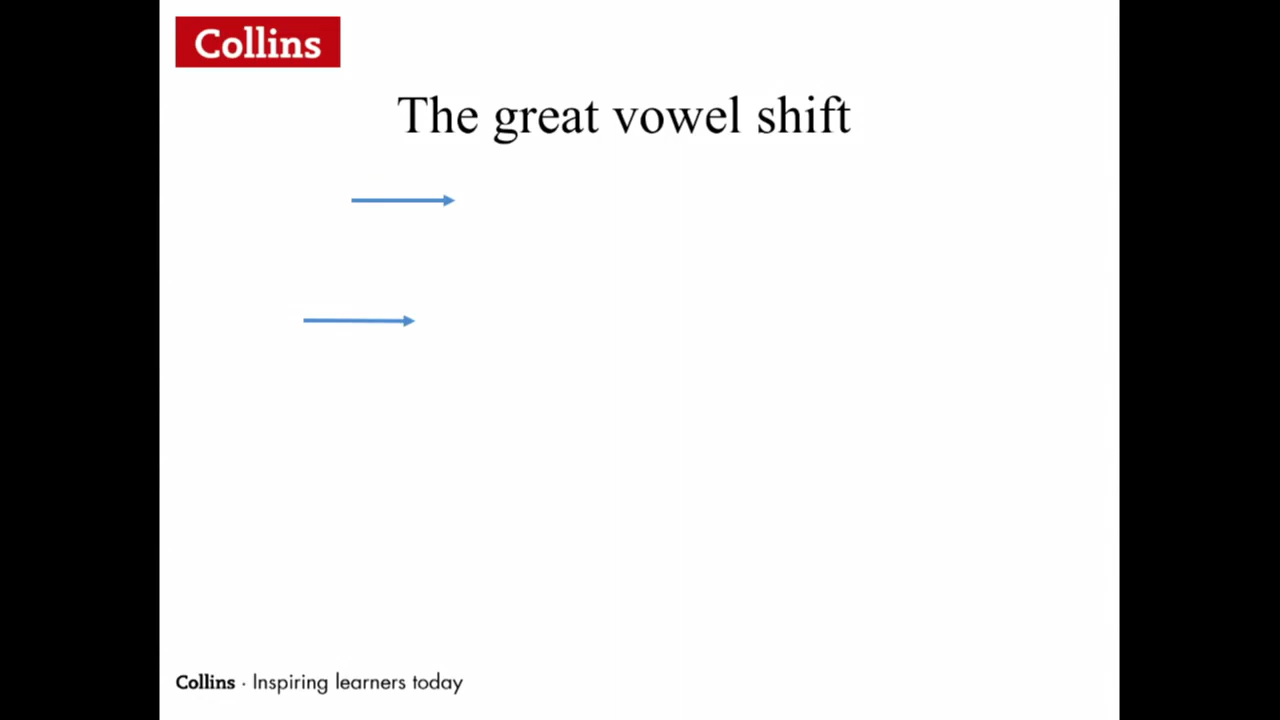 Collins
The great vowel shift
Collins · Inspiring learners today